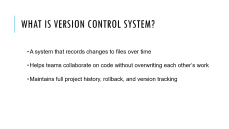 WHAT IS VERSION CONTROL SYSTEM?
•A system that records changes to files over time
•Helps teams collaborate on code without overwriting each other's work
•Maintains full project history, rollback, and version tracking